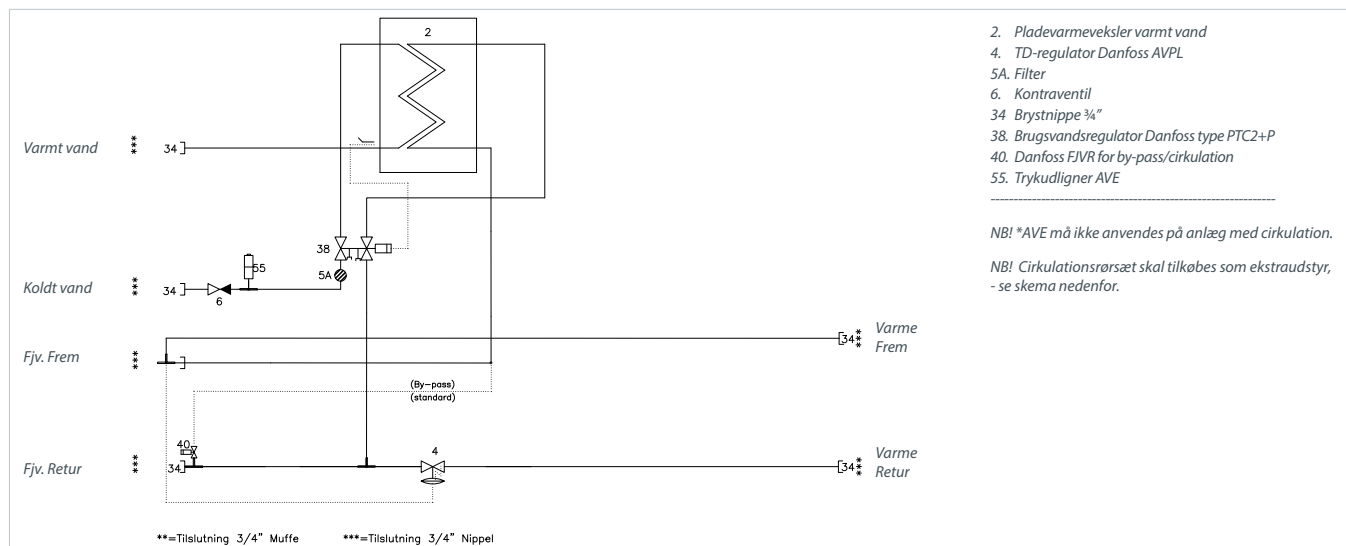 2
Varmt vand
***
34
38
5A
55
Koldt vand
***
34
6
Fjv. Frem
***
34
***
Varme
Frem
(By-pass)
(standard)
40
4
Fjv. Retur
***
34
34
***
Varme
Retur
**=Tilslutning 3/4" Muffe
***=Tilslutning 3/4" Nippel
2. Pladevarmeveksler varmt vand
4. TD-regulator Danfoss AVPL
5A. Filter
6. Kontraventil
34 Brystnippe ¾”
38. Brugsvandsregulator Danfoss type PTC2+P
40. Danfoss FJVR for by-pass/cirkulation
55. Trykudligner AVE
-------------------------------------------------------------
NB! *AVE må ikke anvendes på anlæg med cirkulation.
NB! Cirkulationsrørsæt skal tilkøbes som ekstraudstyr,
- se skema nedenfor.